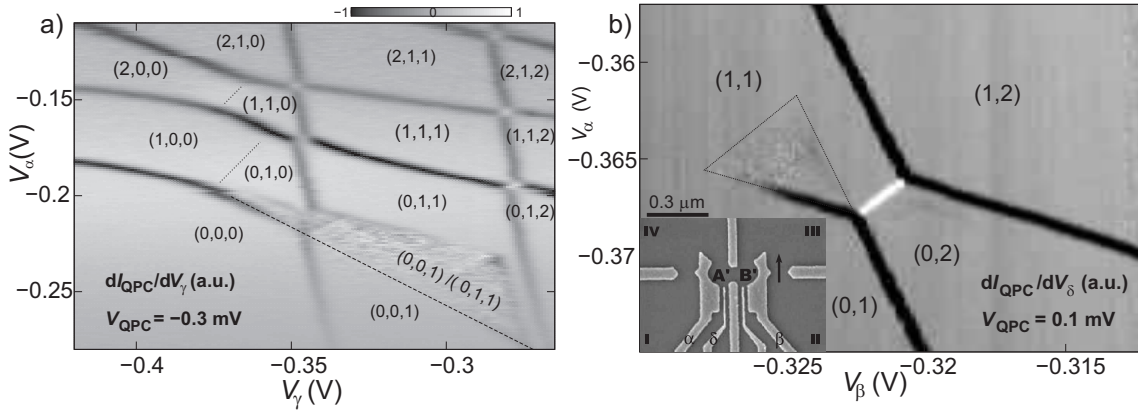 a)
−1 0 1
(2,1,0)
(2,1,1)
(2,1,2)
(2,0,0)
(1,1,0)
(1,1,1)
(1,1,2)
(1,0,0)
(0,1,0)
(0,1,1)
(0,1,2)
(0,0,0)
(0,0,1)/(0,1,1)
(0,0,1)
dI_QPC/dV_γ (a.u.)
V_QPC = −0.3 mV
−0.15
−0.2
−0.25
V_α(V)
−0.4 −0.35 −0.3
V_γ (V)
b)
(1,1)
(1,2)
(0,2)
(0,1)
0.3 μm
IV III
A' B'
I α δ β II
dI_QPC/dV_δ (a.u.)
V_QPC = 0.1 mV
−0.36
−0.365
−0.37
V_α (V)
−0.325 −0.32 −0.315
V_β (V)